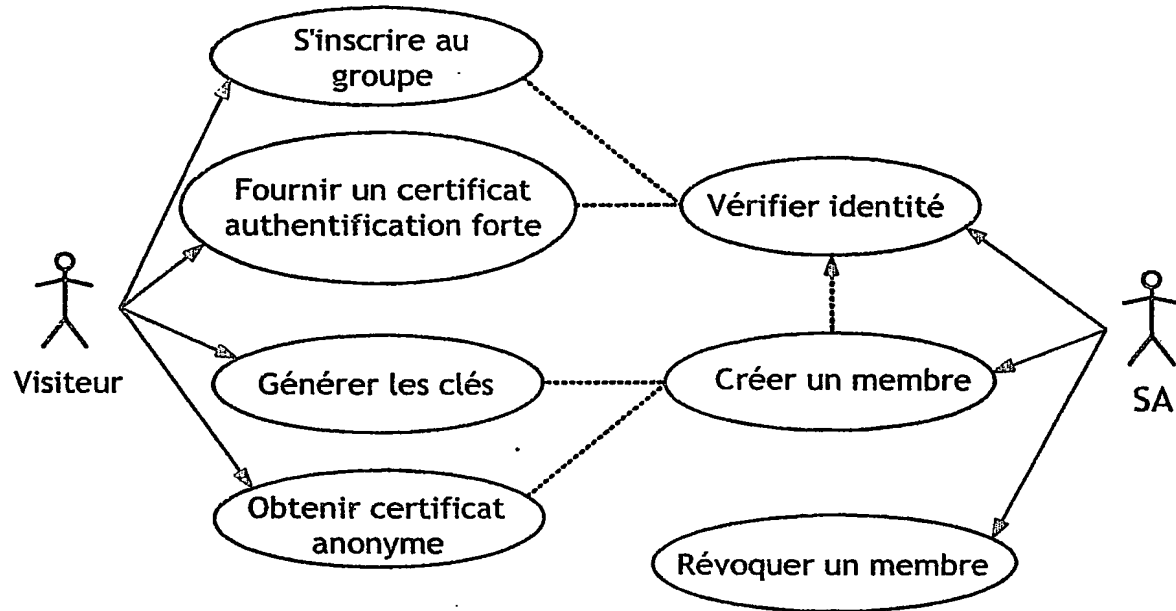 S'inscrire au
groupe
Fournir un certificat
authentification forte
Vérifier identité
Visiteur
Générer les clés
Créer un membre
SA
Obtenir certificat
anonyme
Révoquer un membre